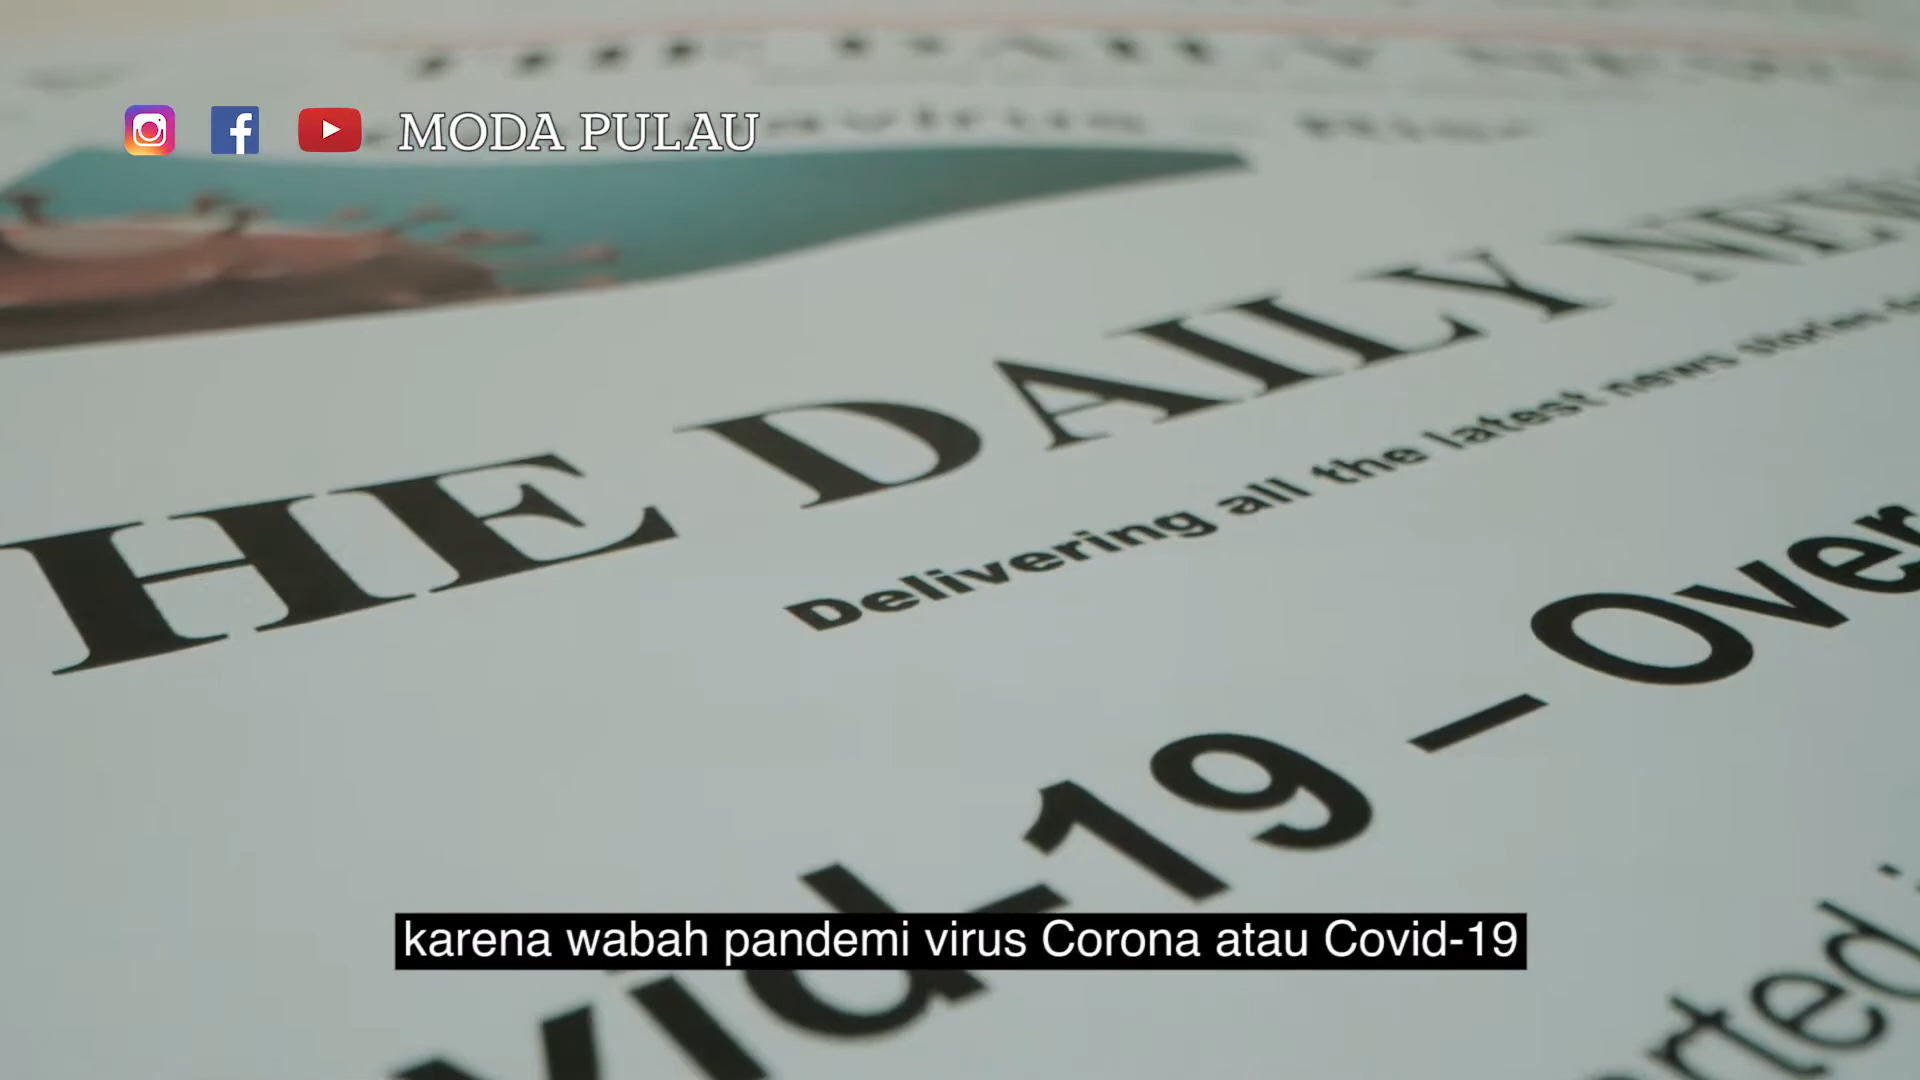 MODA PULAU
HE DAILY NEW
Delivering all the latest news stories
Covid-19 – Over
karena wabah pandemi virus Corona atau Covid-19